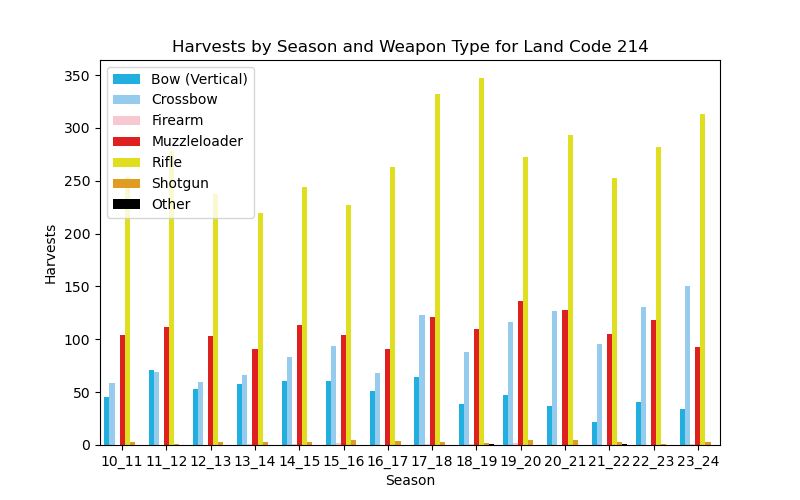 Harvests by Season and Weapon Type for Land Code 214
Bow (Vertical)
Crossbow
Firearm
Muzzleloader
Rifle
Shotgun
Other
350
300
250
200
150
100
50
0
Harvests
10_11 11_12 12_13 13_14 14_15 15_16 16_17 17_18 18_19 19_20 20_21 21_22 22_23 23_24
Season